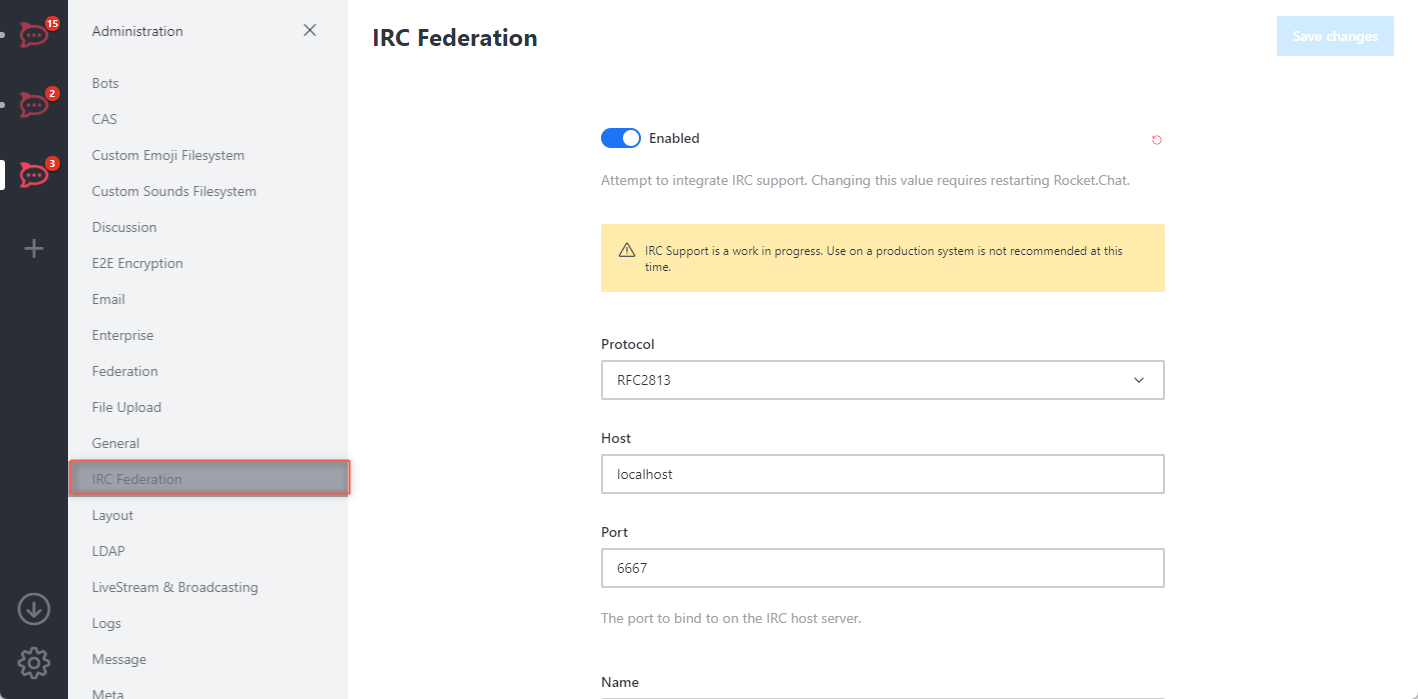 15
2
3
Administration
Bots
CAS
Custom Emoji Filesystem
Custom Sounds Filesystem
Discussion
E2E Encryption
Email
Enterprise
Federation
File Upload
General
IRC Federation
Layout
LDAP
LiveStream & Broadcasting
Logs
Message
Meta
IRC Federation
Save changes
Enabled
Attempt to integrate IRC support. Changing this value requires restarting Rocket.Chat.
IRC Support is a work in progress. Use on a production system is not recommended at this
time.
Protocol
RFC2813
Host
localhost
Port
6667
The port to bind to on the IRC host server.
Name